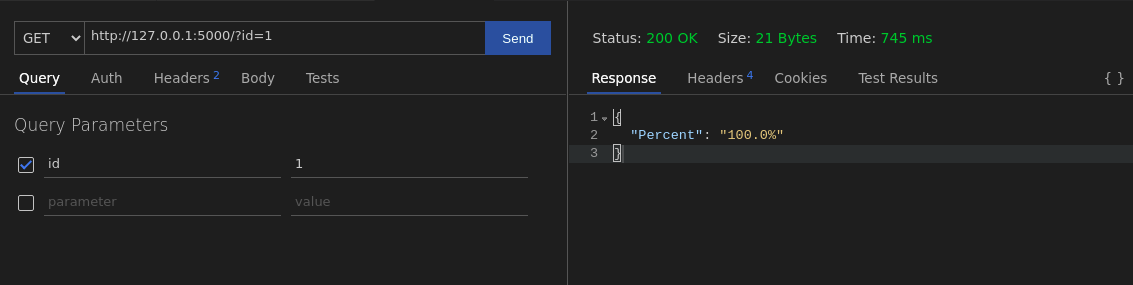 GET http://127.0.0.1:5000/?id=1 Send
Query Auth Headers 2 Body Tests
Query Parameters
id 1
parameter value
Status: 200 OK Size: 21 Bytes Time: 745 ms
Response Headers 4 Cookies Test Results { }
1 {
2 "Percent": "100.0%"
3 }